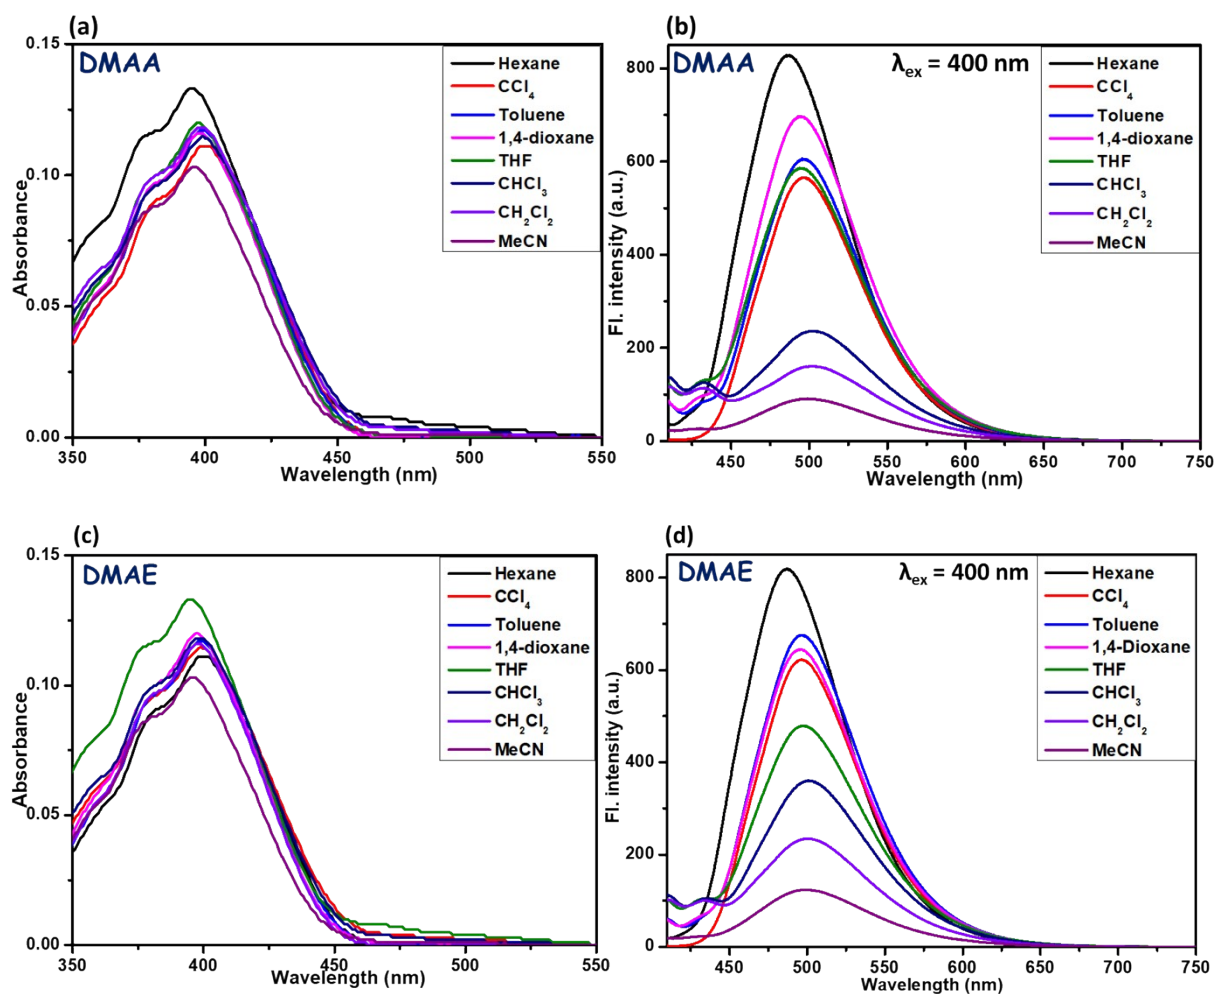 (a)
DMAA
Hexane
CCl₄
Toluene
1,4-dioxane
THF
CHCl₃
CH₂Cl₂
MeCN
0.15
0.10
0.05
0.00
Absorbance
350
400
450
500
550
Wavelength (nm)
(b)
DMAA
λex = 400 nm
Hexane
CCl₄
Toluene
1,4-dioxane
THF
CHCl₃
CH₂Cl₂
MeCN
800
600
400
200
0
Fl. intensity (a.u.)
450
500
550
600
650
700
750
Wavelength (nm)
(c)
DMAE
Hexane
CCl₄
Toluene
1,4-dioxane
THF
CHCl₃
CH₂Cl₂
MeCN
0.15
0.10
0.05
0.00
Absorbance
350
400
450
500
550
Wavelength (nm)
(d)
DMAE
λex = 400 nm
Hexane
CCl₄
Toluene
1,4-Dioxane
THF
CHCl₃
CH₂Cl₂
MeCN
800
600
400
200
0
Fl. intensity (a.u.)
450
500
550
600
650
700
750
Wavelength (nm)